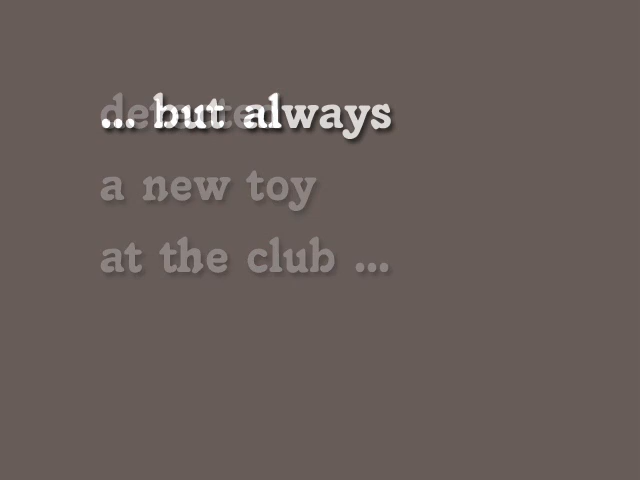 ... but always
a new toy
at the club ...